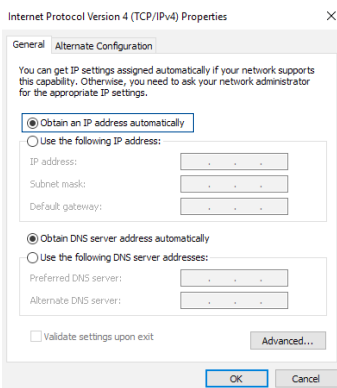 Internet Protocol Version 4 (TCP/IPv4) Properties
General Alternate Configuration
You can get IP settings assigned automatically if your network supports
this capability. Otherwise, you need to ask your network administrator
for the appropriate IP settings.
Obtain an IP address automatically
Use the following IP address:
IP address:
Subnet mask:
Default gateway:
Obtain DNS server address automatically
Use the following DNS server addresses:
Preferred DNS server:
Alternate DNS server:
Validate settings upon exit
Advanced...
OK Cancel